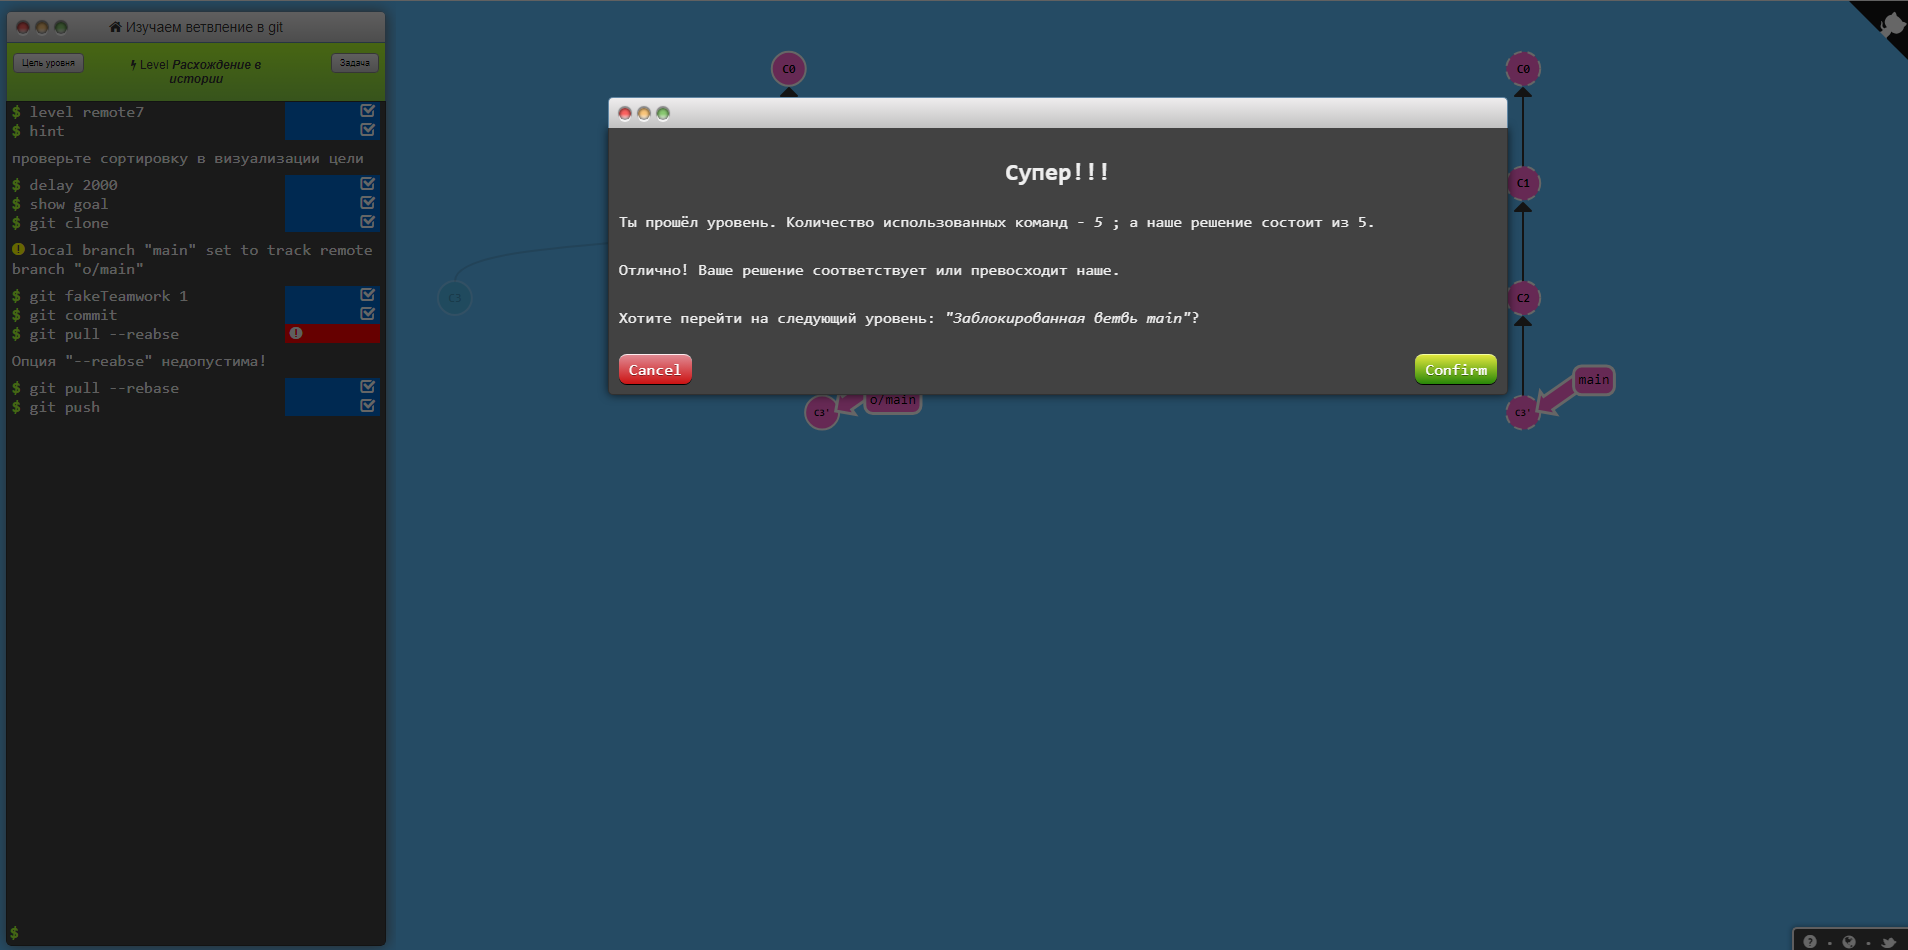 Изучаем ветвление в git
Цель уровня
Level Расхождение в
истории
Задача
$ level remote7
$ hint
проверьте сортировку в визуализации цели
$ delay 2000
$ show goal
$ git clone
local branch "main" set to track remote
branch "o/main"
$ git fakeTeamwork 1
$ git commit
$ git pull --reabse
Опция "--reabse" недопустима!
$ git pull --rebase
$ git push
$
C0
C3
C3'
o/main
Супер!!!
Ты прошёл уровень. Количество использованных команд - 5 ; а наше решение состоит из 5.
Отлично! Ваше решение соответствует или превосходит наше.
Хотите перейти на следующий уровень: "Заблокированная ветвь main"?
Cancel
Confirm
C0
C1
C2
main
C3'